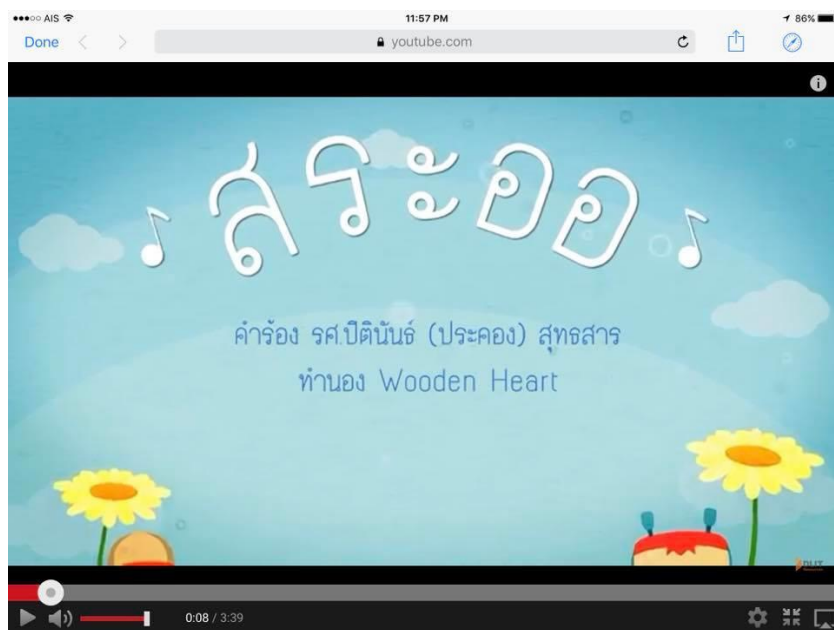 AIS 11:57 PM 86%
Done youtube.com
♪ สระออ ♪
คำร้อง รศ.ปิตินันธ์ (ประคอง) สุทธสาร
ทำนอง Wooden Heart
DLIT
0:08 / 3:39